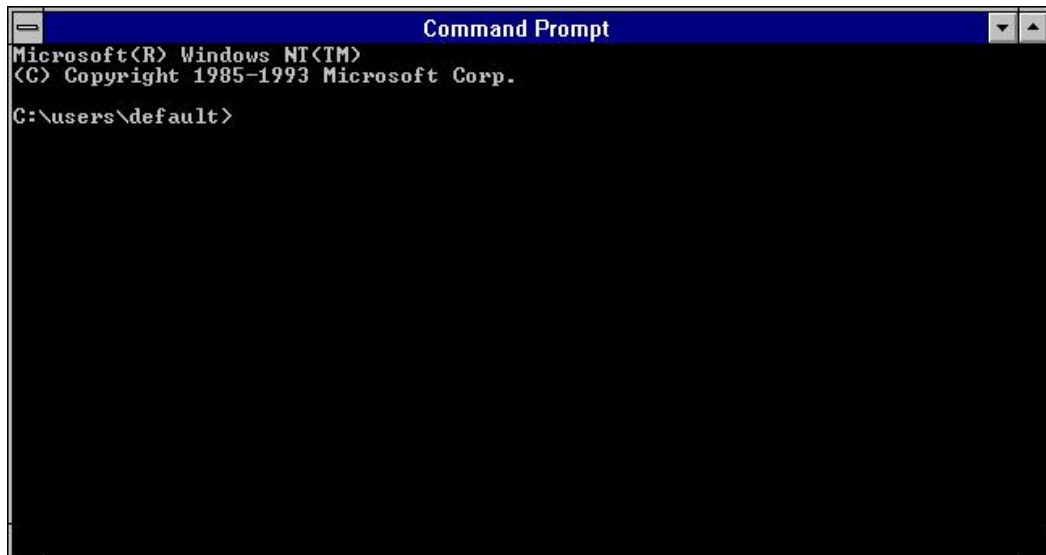 Command Prompt
Microsoft(R) Windows NT(TM)
(C) Copyright 1985-1993 Microsoft Corp.
C:\users\default>